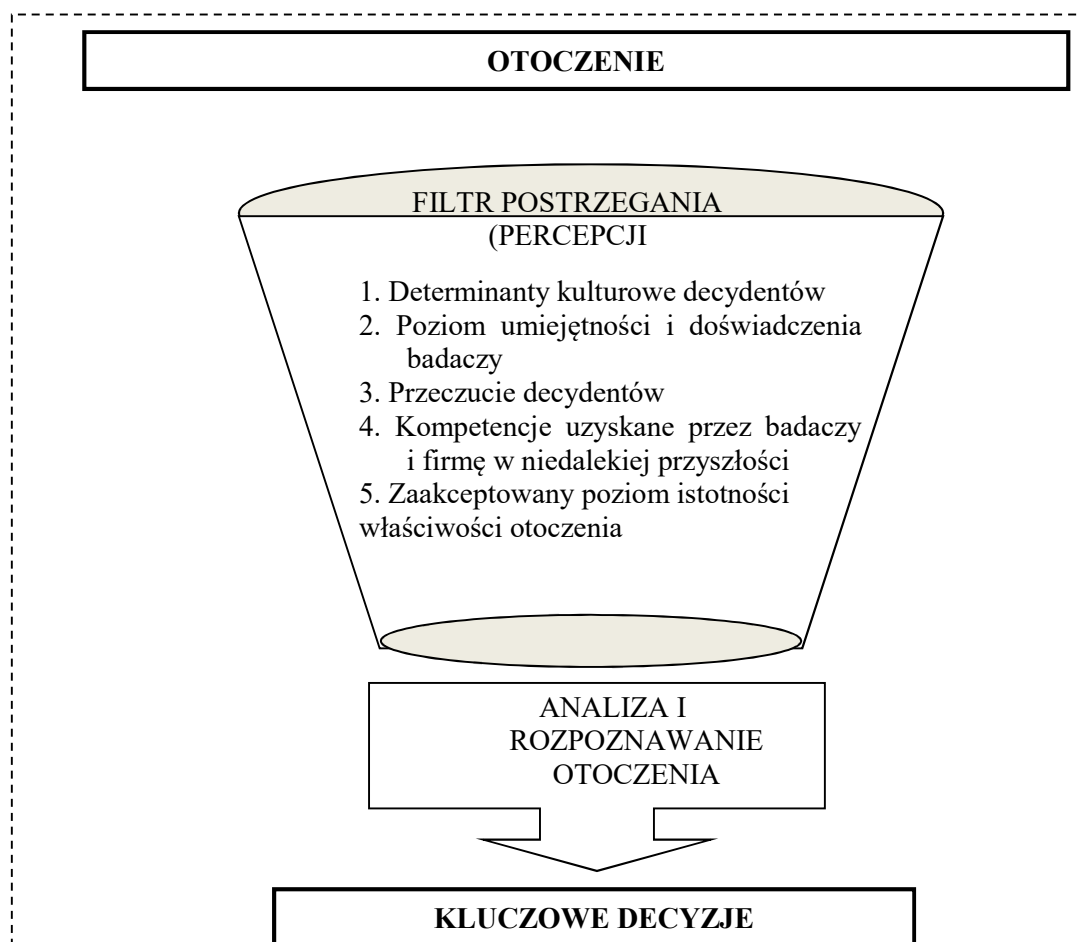 OTOCZENIE
FILTR POSTRZEGANIA
(PERCEPCJI
1. Determinanty kulturowe decydentów
2. Poziom umiejętności i doświadczenia
badaczy
3. Przeczucie decydentów
4. Kompetencje uzyskane przez badaczy
i firmę w niedalekiej przyszłości
5. Zaakceptowany poziom istotności
właściwości otoczenia
ANALIZA I
ROZPOZNAWANIE
OTOCZENIA
KLUCZOWE DECYZJE